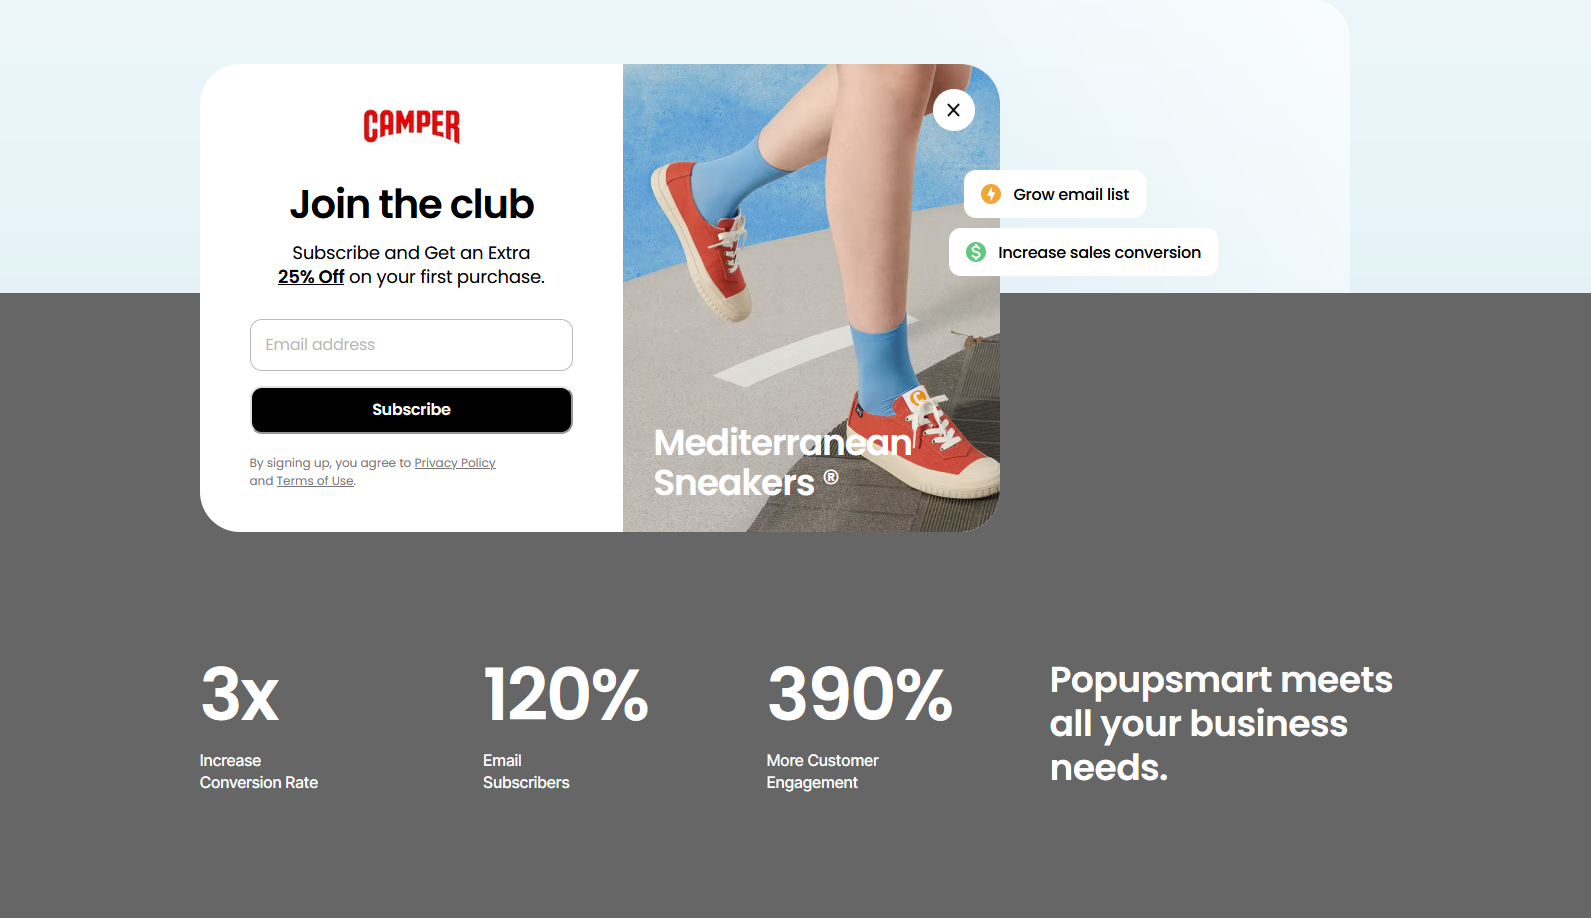 CAMPER
Join the club
Subscribe and Get an Extra
25% Off on your first purchase.
Email address
Subscribe
By signing up, you agree to Privacy Policy
and Terms of Use.
Grow email list
Increase sales conversion
Mediterranean
Sneakers ®
3x
Increase
Conversion Rate
120%
Email
Subscribers
390%
More Customer
Engagement
Popupsmart meets
all your business
needs.